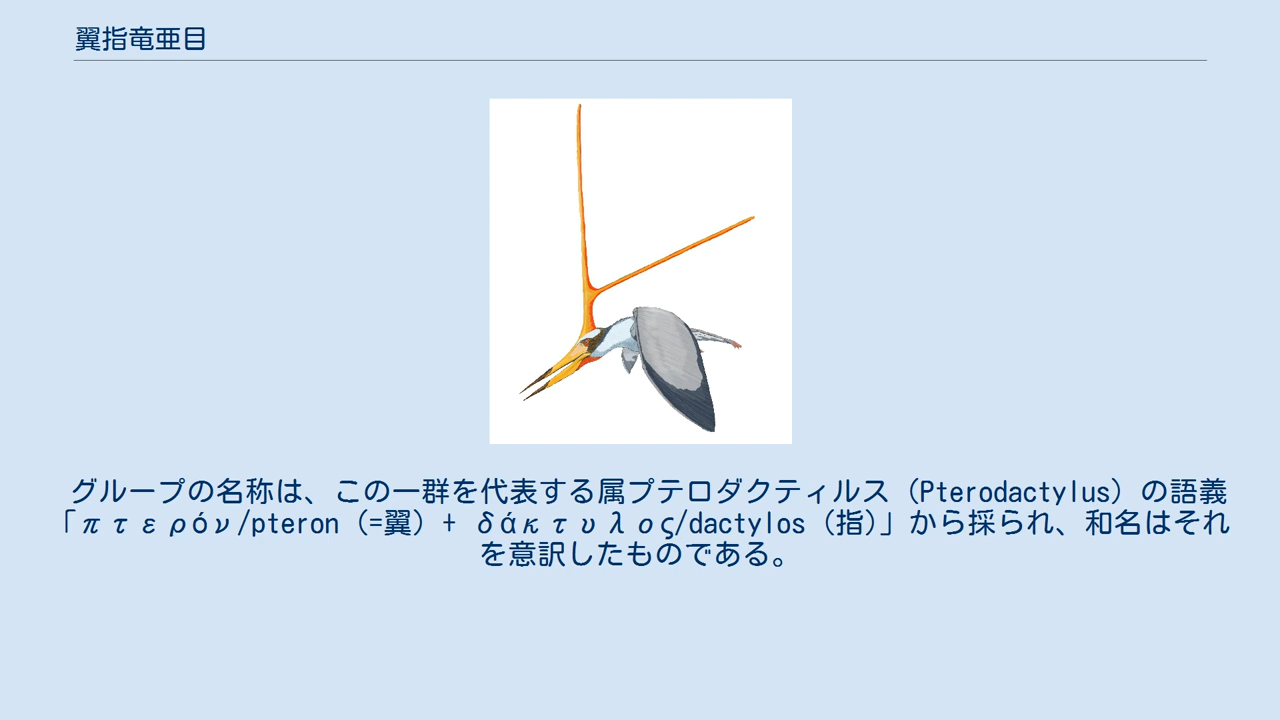 翼指竜亜目
グループの名称は、この一群を代表する属プテロダクティルス（Pterodactylus）の語義
「πτερόν/pteron（=翼）+ δάκτυλος/dactylos（指）」から採られ、和名はそれ
を意訳したものである。